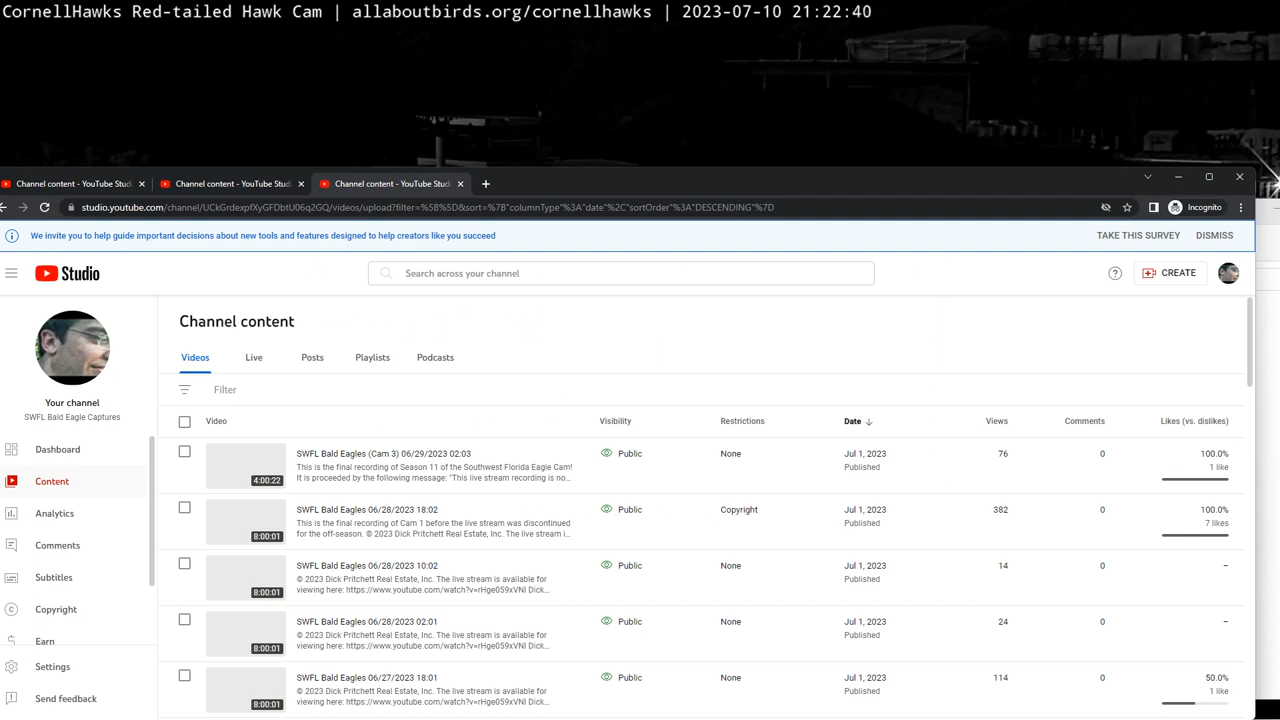 CornellHawks Red-tailed Hawk Cam | allaboutbirds.org/cornellhawks | 2023-07-10 21:22:40
Channel content - YouTube Studi
Channel content - YouTube Studi
Channel content - YouTube Studi
studio.youtube.com/channel/UCkGrdexpfXyGFDbtU06q2GQ/videos/upload?filter=%5B%5D&sort=%7B"columnType"%3A"date"%2C"sortOrder"%3A"DESCENDING"%7D
Incognito
We invite you to help guide important decisions about new tools and features designed to help creators like you succeed
TAKE THIS SURVEY
DISMISS
Studio
Search across your channel
CREATE
Your channel
SWFL Bald Eagle Captures
Dashboard
Content
Analytics
Comments
Subtitles
Copyright
Earn
Settings
Send feedback
Channel content
Videos Live Posts Playlists Podcasts
Filter
Video Visibility Restrictions Date Views Comments Likes (vs. dislikes)
4:00:22
SWFL Bald Eagles (Cam 3) 06/29/2023 02:03
This is the final recording of Season 11 of the Southwest Florida Eagle Cam!
It is proceeded by the following message: "This live stream recording is no...
Public None Jul 1, 2023 76 0 100.0%
Published 1 like
8:00:01
SWFL Bald Eagles 06/28/2023 18:02
This is the final recording of Cam 1 before the live stream was discontinued
for the off-season. © 2023 Dick Pritchett Real Estate, Inc. The live stream i...
Public Copyright Jul 1, 2023 382 0 100.0%
Published 7 likes
8:00:01
SWFL Bald Eagles 06/28/2023 10:02
© 2023 Dick Pritchett Real Estate, Inc. The live stream is available for
viewing here: https://www.youtube.com/watch?v=rHge059xVNI Dick...
Public None Jul 1, 2023 14 0 –
Published
8:00:01
SWFL Bald Eagles 06/28/2023 02:01
© 2023 Dick Pritchett Real Estate, Inc. The live stream is available for
viewing here: https://www.youtube.com/watch?v=rHge059xVNI Dick...
Public None Jul 1, 2023 24 0 –
Published
8:00:01
SWFL Bald Eagles 06/27/2023 18:01
© 2023 Dick Pritchett Real Estate, Inc. The live stream is available for
viewing here: https://www.youtube.com/watch?v=rHge059xVNI Dick...
Public None Jul 1, 2023 114 0 50.0%
Published 1 like